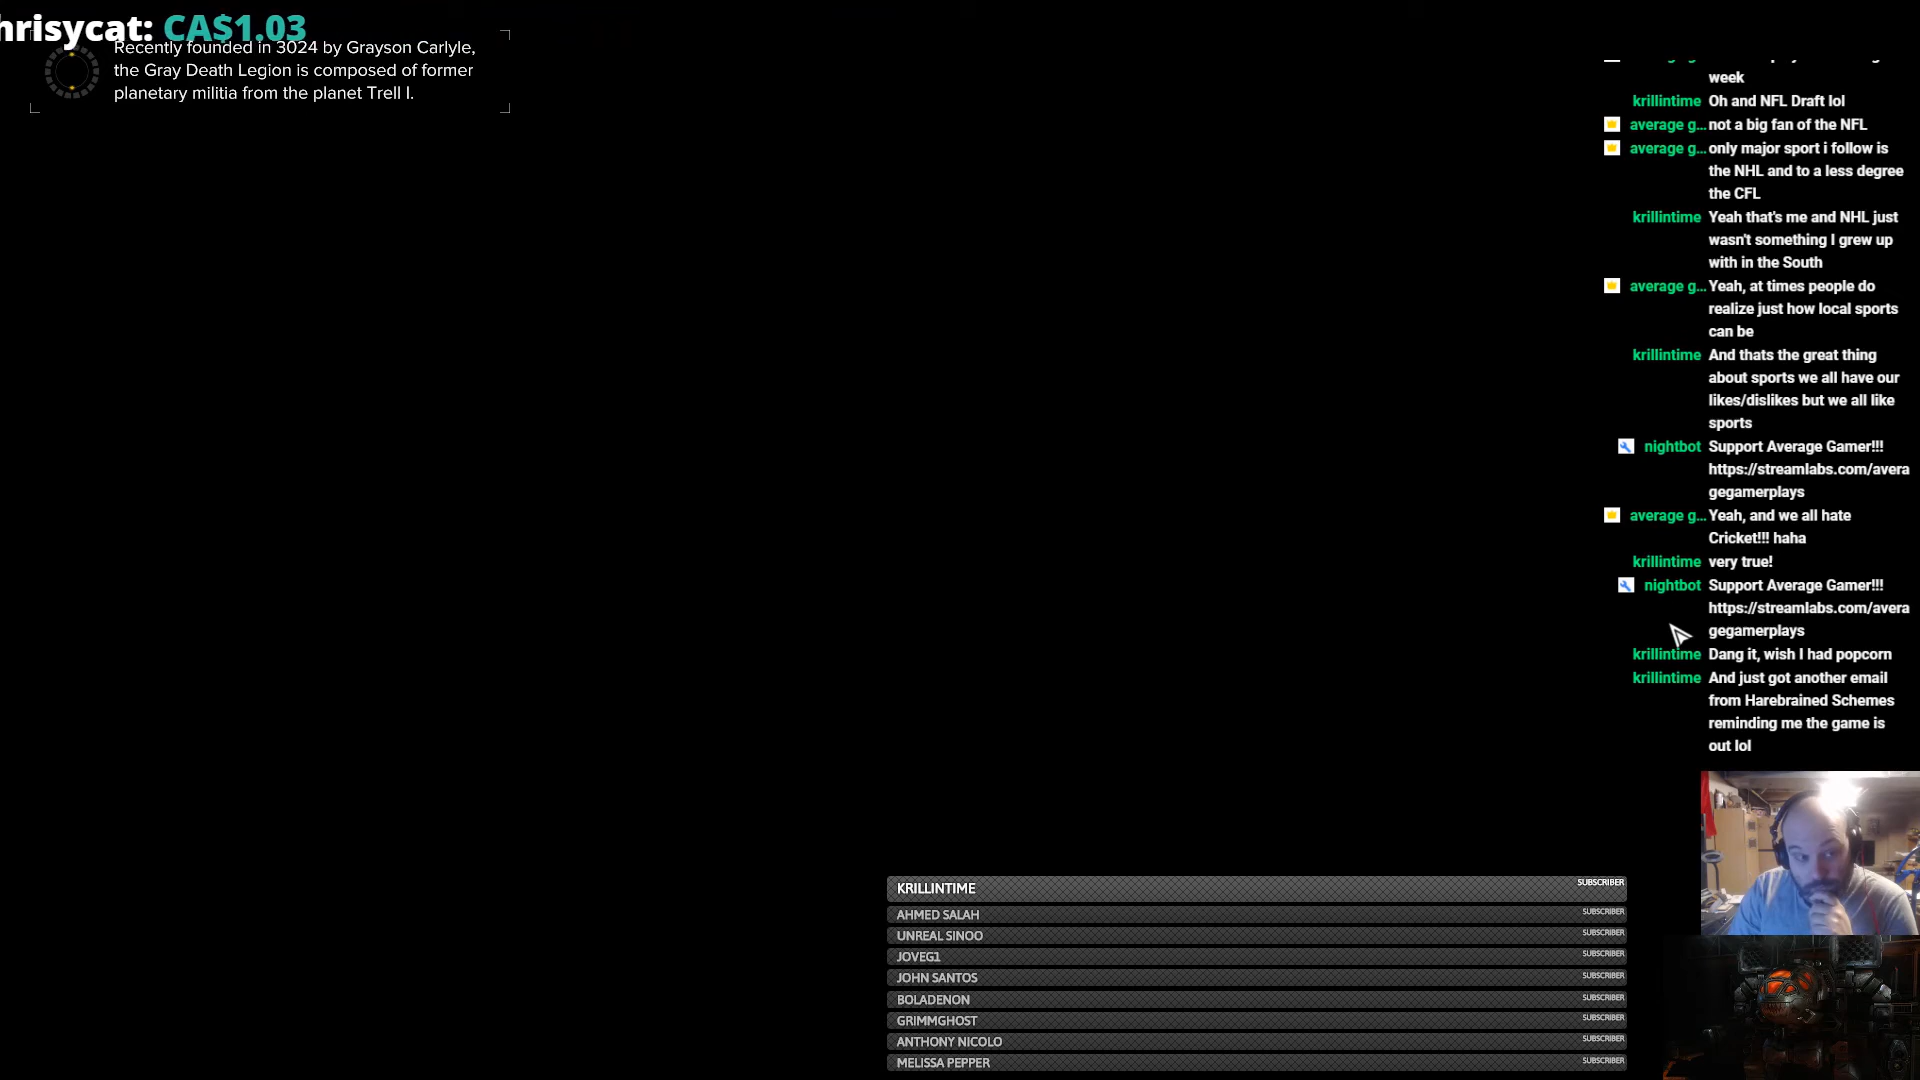 hrisycat: CA$1.03
Recently founded in 3024 by Grayson Carlyle,
the Gray Death Legion is composed of former
planetary militia from the planet Trell I.
week
krillintime Oh and NFL Draft lol
average g... not a big fan of the NFL
average g... only major sport i follow is
the NHL and to a less degree
the CFL
krillintime Yeah that's me and NHL just
wasn't something I grew up
with in the South
average g... Yeah, at times people do
realize just how local sports
can be
krillintime And thats the great thing
about sports we all have our
likes/dislikes but we all like
sports
nightbot Support Average Gamer!!!
https://streamlabs.com/avera
gegamerplays
average g... Yeah, and we all hate
Cricket!!! haha
krillintime very true!
nightbot Support Average Gamer!!!
https://streamlabs.com/avera
gegamerplays
krillintime Dang it, wish I had popcorn
krillintime And just got another email
from Harebrained Schemes
reminding me the game is
out lol
KRILLINTIME SUBSCRIBER
AHMED SALAH SUBSCRIBER
UNREAL SINOO SUBSCRIBER
JOVEG1 SUBSCRIBER
JOHN SANTOS SUBSCRIBER
BOLADENON SUBSCRIBER
GRIMMGHOST SUBSCRIBER
ANTHONY NICOLO SUBSCRIBER
MELISSA PEPPER SUBSCRIBER